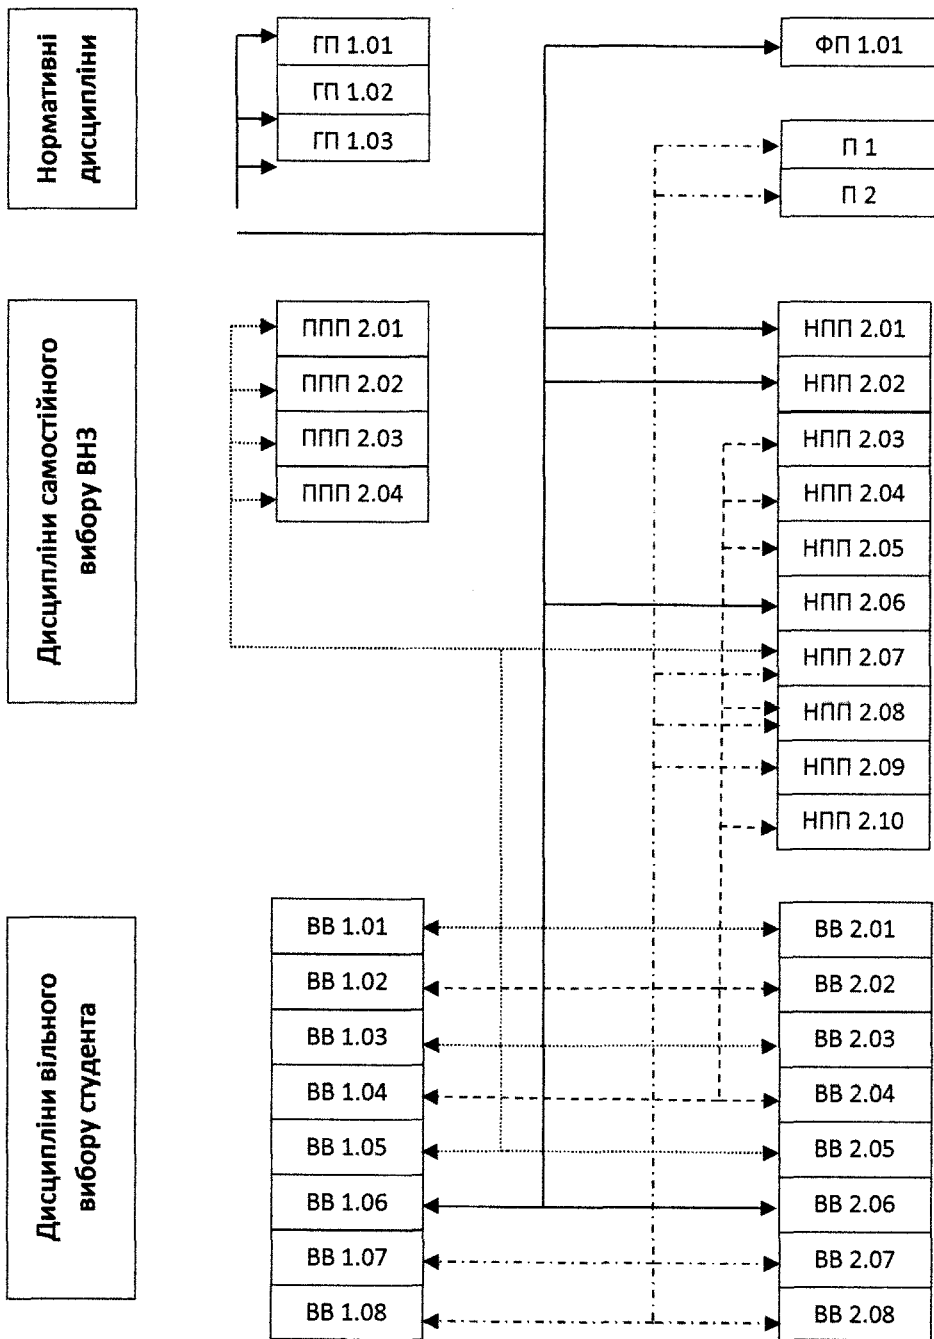 Нормативні
дисципліни
ГП 1.01
ГП 1.02
ГП 1.03
ФП 1.01
П 1
П 2
Дисципліни самостійного
вибору ВНЗ
ППП 2.01
ППП 2.02
ППП 2.03
ППП 2.04
НПП 2.01
НПП 2.02
НПП 2.03
НПП 2.04
НПП 2.05
НПП 2.06
НПП 2.07
НПП 2.08
НПП 2.09
НПП 2.10
Дисципліни вільного
вибору студента
ВВ 1.01
ВВ 1.02
ВВ 1.03
ВВ 1.04
ВВ 1.05
ВВ 1.06
ВВ 1.07
ВВ 1.08
ВВ 2.01
ВВ 2.02
ВВ 2.03
ВВ 2.04
ВВ 2.05
ВВ 2.06
ВВ 2.07
ВВ 2.08